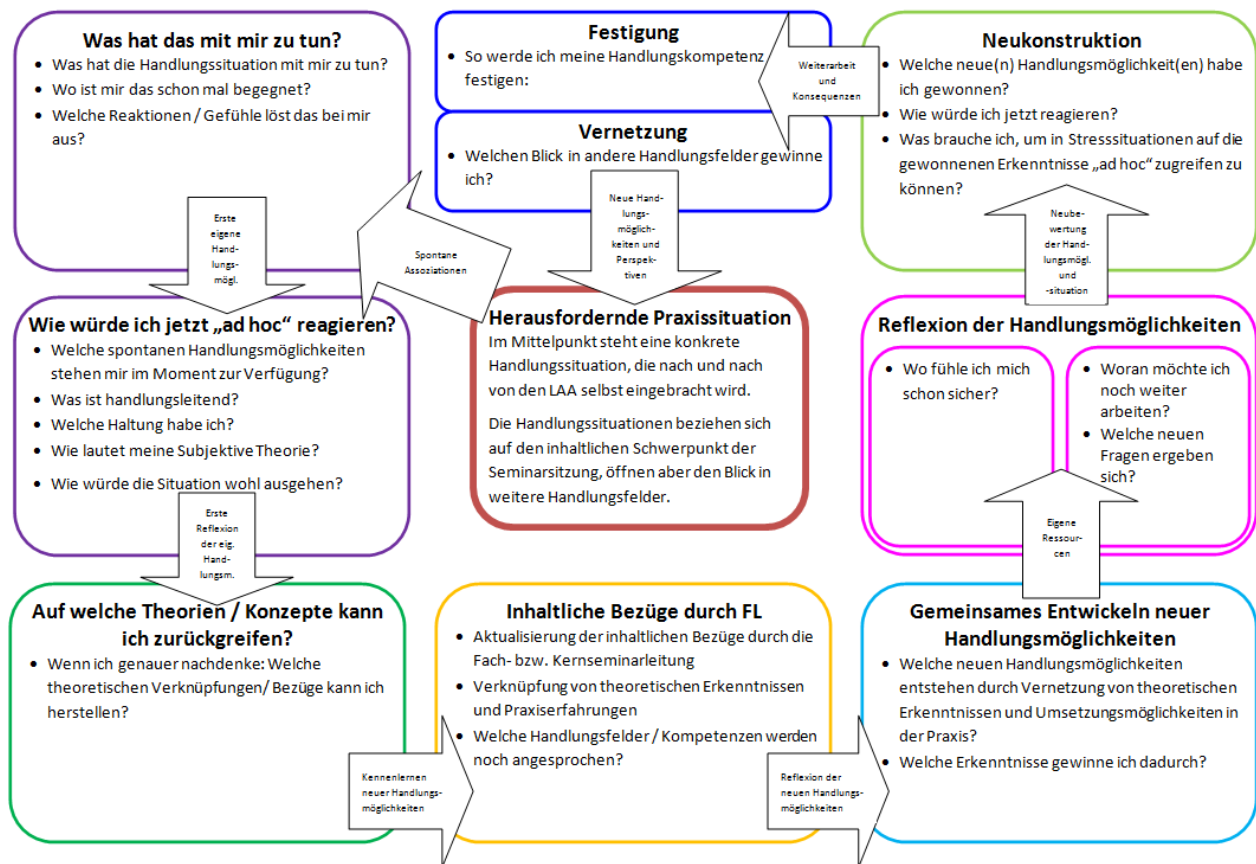 Was hat das mit mir zu tun?
• Was hat die Handlungssituation mit mir zu tun?
• Wo ist mir das schon mal begegnet?
• Welche Reaktionen / Gefühle löst das bei
mir aus?
Erste
eigene
Hand-
lungs-
mögl.
Wie würde ich jetzt „ad hoc“ reagieren?
• Welche spontanen Handlungsmöglichkeiten
stehen mir im Moment zur Verfügung?
• Was ist handlungsleitend?
• Welche Haltung habe ich?
• Wie lautet meine Subjektive Theorie?
• Wie würde die Situation wohl ausgehen?
Erste
Reflexion
der eig.
Hand-
lungsm.
Auf welche Theorien / Konzepte kann
ich zurückgreifen?
• Wenn ich genauer nachdenke: Welche
theoretischen Verknüpfungen/ Bezüge kann ich
herstellen?
Kennenlernen
neuer Handlungs-
möglichkeiten
Inhaltliche Bezüge durch FL
• Aktualisierung der inhaltlichen Bezüge durch die
Fach- bzw. Kernseminarleitung
• Verknüpfung von theoretischen Erkenntnissen
und Praxiserfahrungen
• Welche Handlungsfelder / Kompetenzen werden
noch angesprochen?
Reflexion der
neuen Handlungs-
möglichkeiten
Gemeinsames Entwickeln neuer
Handlungsmöglichkeiten
• Welche neuen Handlungsmöglichkeiten
entstehen durch Vernetzung von theoretischen
Erkenntnissen und Umsetzungsmöglichkeiten in
der Praxis?
• Welche Erkenntnisse gewinne ich dadurch?
Eigene
Ressour-
cen
Reflexion der Handlungsmöglichkeiten
• Wo fühle ich mich
schon sicher?
• Woran möchte ich
noch weiter
arbeiten?
• Welche neuen
Fragen ergeben
sich?
Neube-
wertung
der Hand-
lungsmögl.
und
-situation
Neukonstruktion
• Welche neue(n) Handlungsmöglichkeit(en) habe
ich gewonnen?
• Wie würde ich jetzt reagieren?
• Was brauche ich, um in Stresssituationen auf die
gewonnenen Erkenntnisse „ad hoc“ zugreifen zu
können?
Weiterarbeit
und
Konsequenzen
Festigung
• So werde ich meine Handlungskompetenz
festigen:
Vernetzung
• Welchen Blick in andere Handlungsfelder gewinne
ich?
Neue Hand-
lungs-
möglich-
keiten und
Perspek-
tiven
Spontane
Assoziationen
Herausfordernde Praxissituation
Im Mittelpunkt steht eine konkrete
Handlungssituation, die nach und nach
von den LAA selbst eingebracht wird.
Die Handlungssituationen beziehen sich
auf den inhaltlichen Schwerpunkt der
Seminarsitzung, öffnen aber den Blick in
weitere Handlungsfelder.